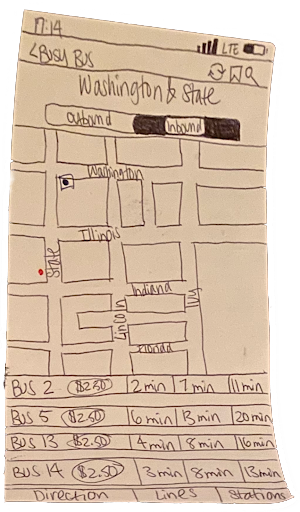 17:14
LTE
<Busy Bus
Washington & State
Outbound Inbound
Washington
Illinois
State
Indiana
Ivy
Lincoln
Florida
Bus 2 $2.50 2 min 7 min 11 min
Bus 5 $2.50 6 min 13 min 20 min
Bus 13 $2.50 4 min 8 min 16 min
Bus 14 $2.50 3 min 8 min 13 min
Direction Lines Stations